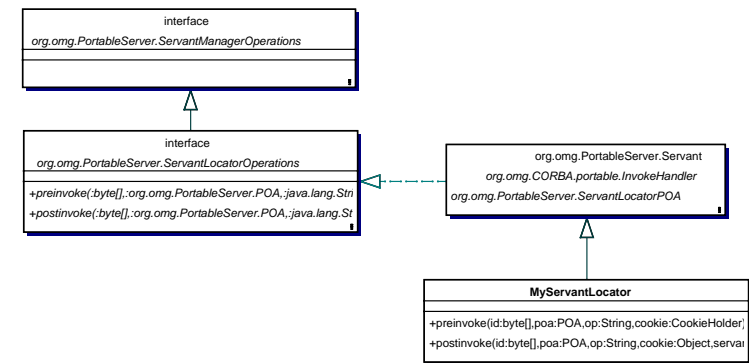 interface
org.omg.PortableServer.ServantManagerOperations
interface
org.omg.PortableServer.ServantLocatorOperations
+preinvoke(:byte[],:org.omg.PortableServer.POA,:java.lang.Stri
+postinvoke(:byte[],:org.omg.PortableServer.POA,:java.lang.St
org.omg.PortableServer.Servant
org.omg.CORBA.portable.InvokeHandler
org.omg.PortableServer.ServantLocatorPOA
MyServantLocator
+preinvoke(id:byte[],poa:POA,op:String,cookie:CookieHolder)
+postinvoke(id:byte[],poa:POA,op:String,cookie:Object,serva